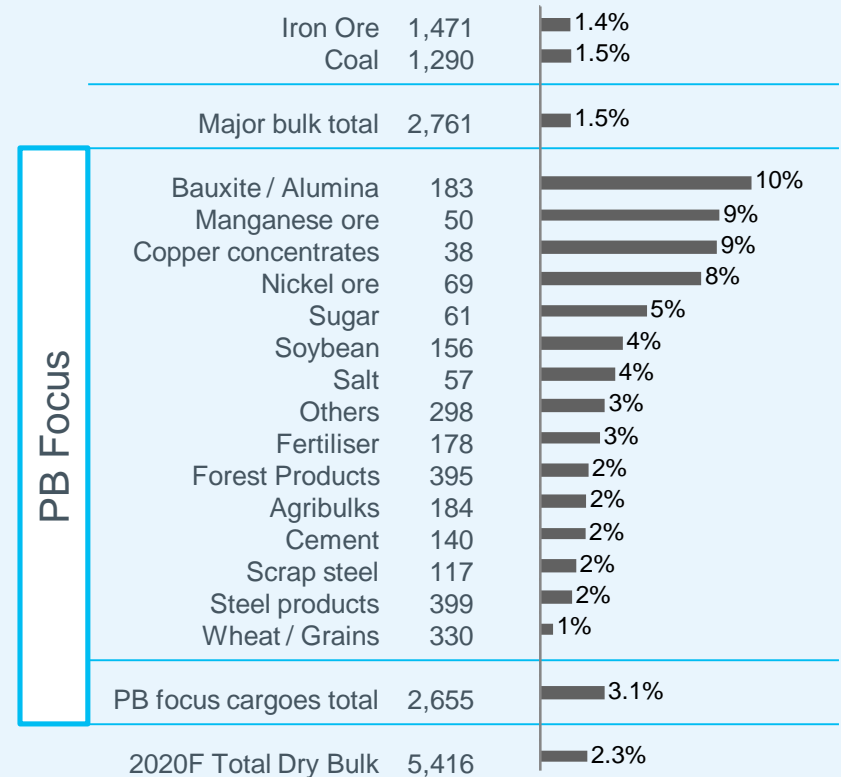 Iron Ore 1,471 1.4%
Coal 1,290 1.5%
Major bulk total 2,761 1.5%
PB Focus
Bauxite / Alumina 183 10%
Manganese ore 50 9%
Copper concentrates 38 9%
Nickel ore 69 8%
Sugar 61 5%
Soybean 156 4%
Salt 57 4%
Others 298 3%
Fertiliser 178 3%
Forest Products 395 2%
Agribulks 184 2%
Cement 140 2%
Scrap steel 117 2%
Steel products 399 2%
Wheat / Grains 330 1%
PB focus cargoes total 2,655 3.1%
2020F Total Dry Bulk 5,416 2.3%